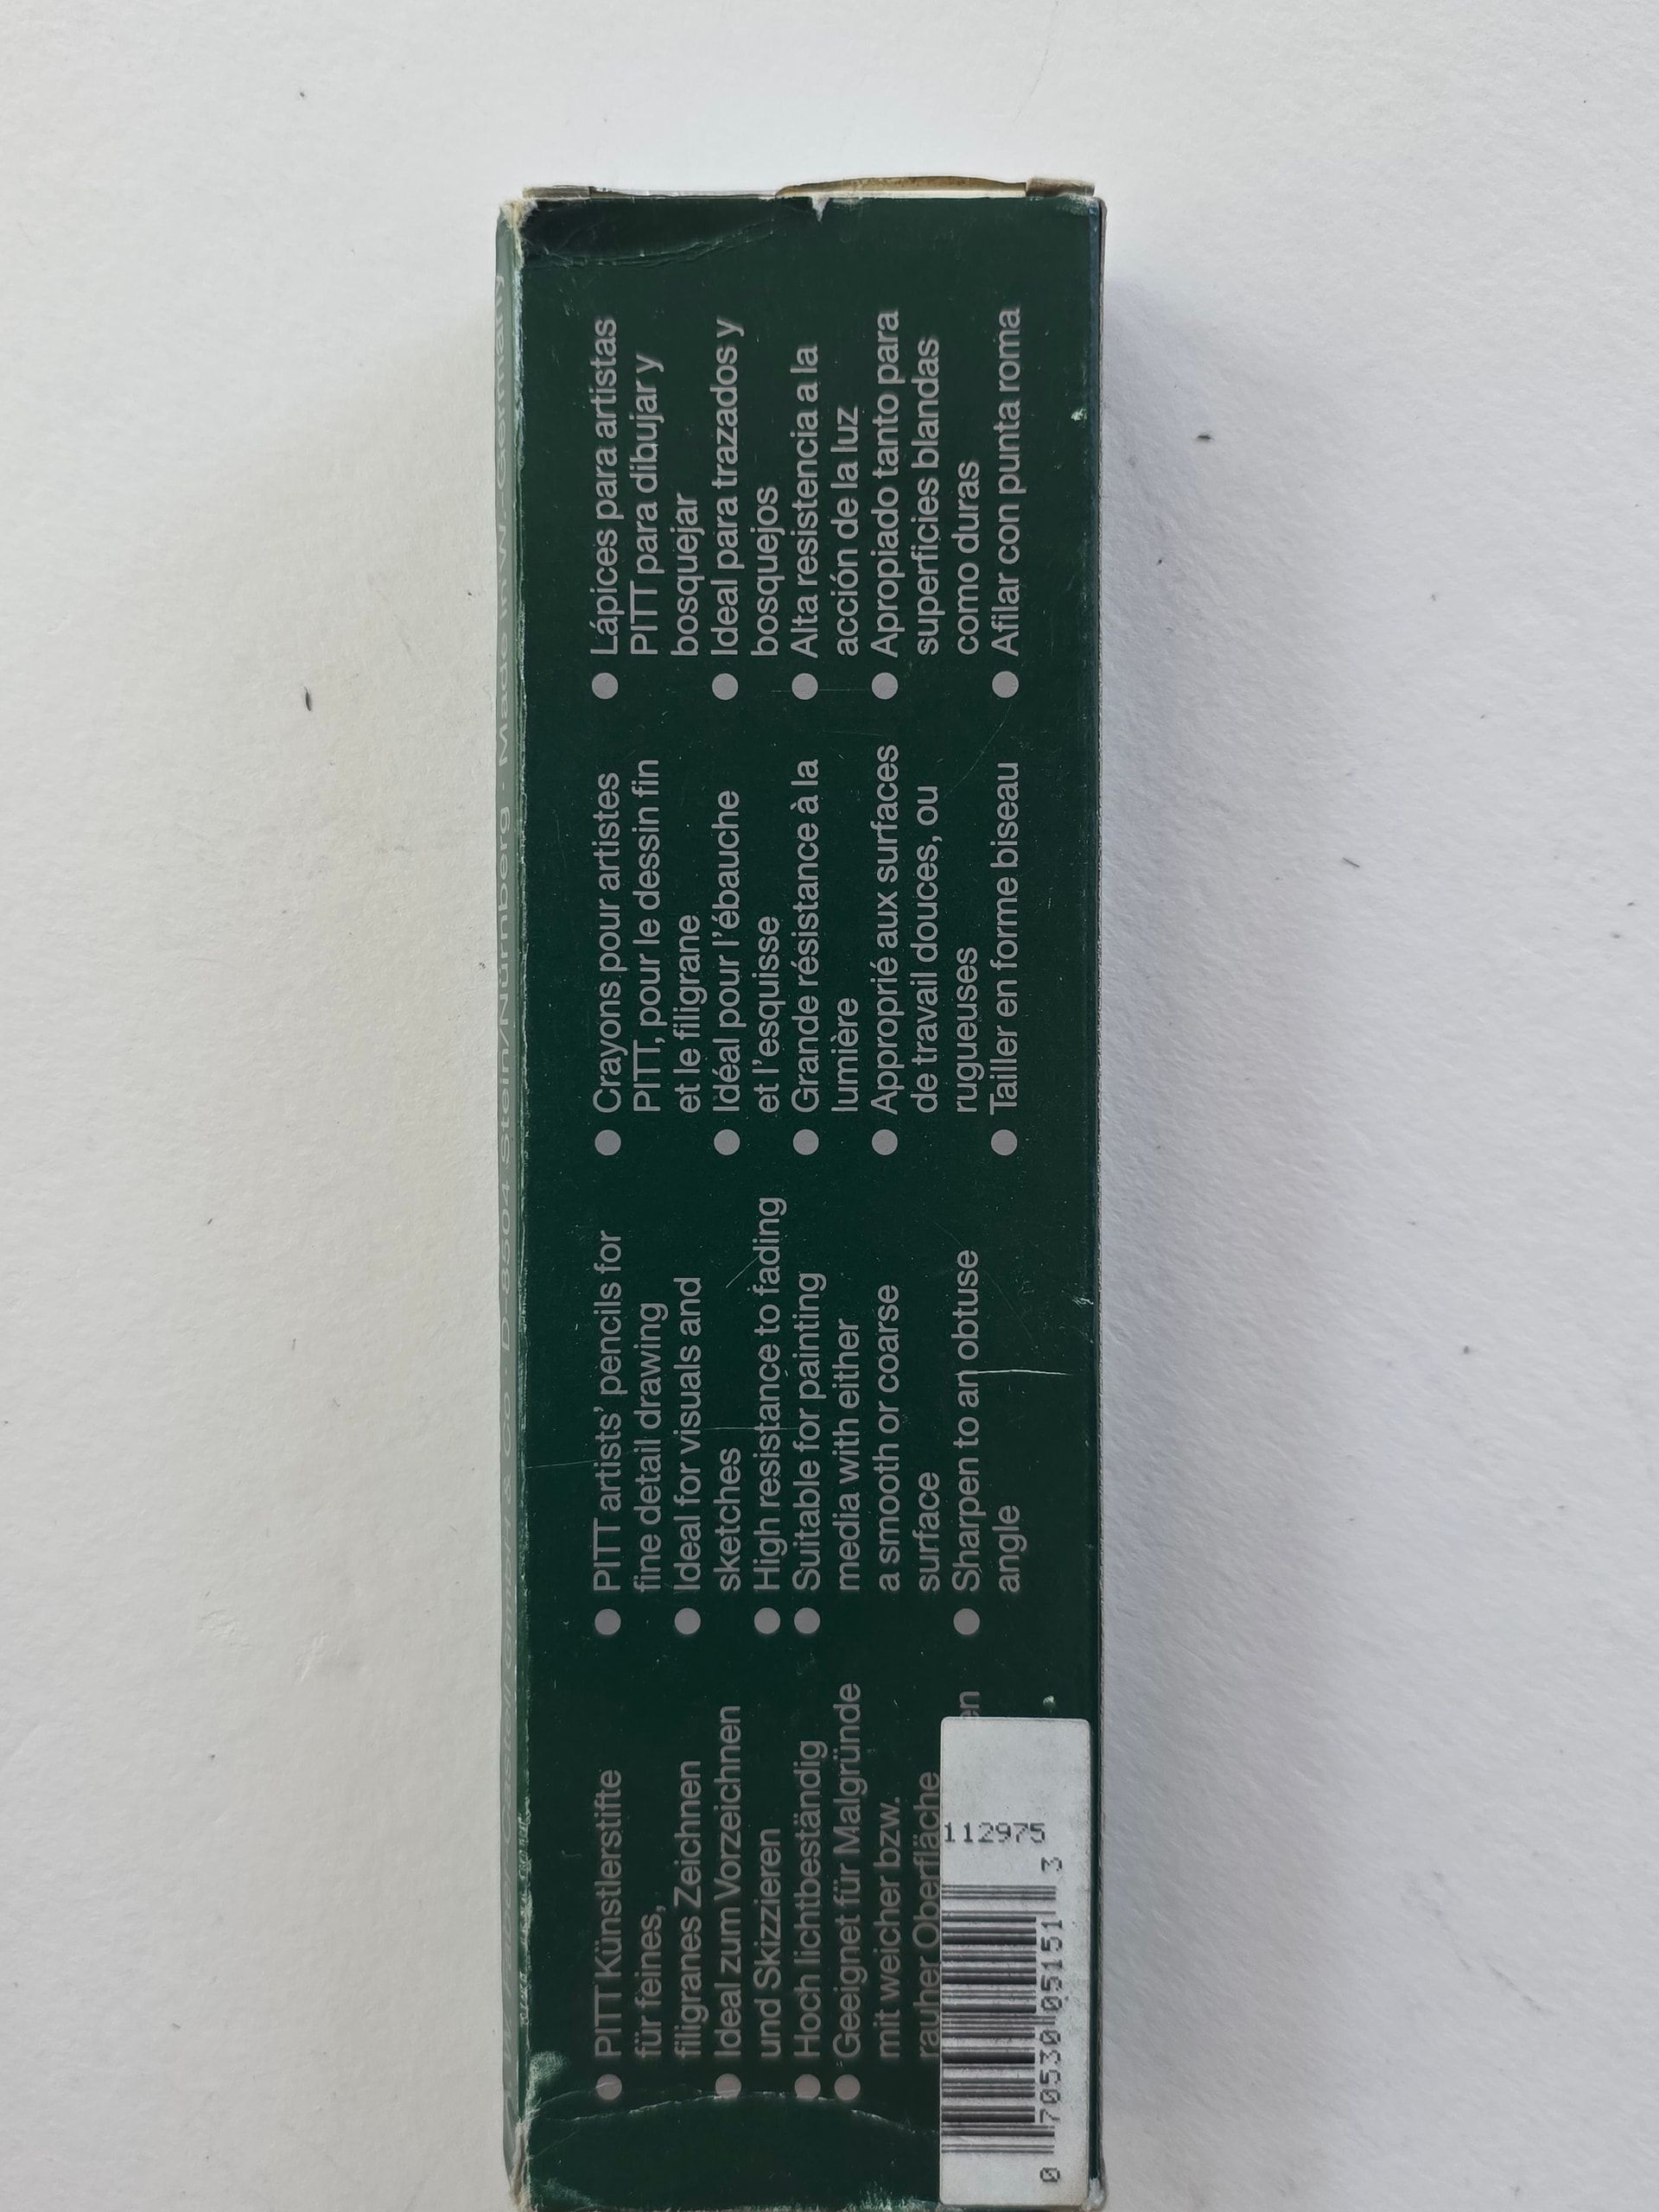 ● PITT Künstlerstifte
für feines,
filigranes Zeichnen
● Ideal zum Vorzeichnen
und Skizzieren
● Hoch lichtbeständig
● Geeignet für Malgründe
mit weicher bzw.
rauher Oberfläche
en
112975
0 70530 05151 3
● PITT artists' pencils for
fine detail drawing
● Ideal for visuals and
sketches
● High resistance to fading
● Suitable for painting
media with either
a smooth or coarse
surface
● Sharpen to an obtuse
angle
● Crayons pour artistes
PITT, pour le dessin fin
et le filigrane
● Idéal pour l'ébauche
et l'esquisse
● Grande résistance à la
lumière
● Approprié aux surfaces
de travail douces, ou
rugueuses
● Tailler en forme biseau
● Lápices para artistas
PITT para dibujar y
bosquejar
● Ideal para trazados y
bosquejos
● Alta resistencia a la
acción de la luz
● Apropiado tanto para
superficies blandas
como duras
● Afilar con punta roma
Castell GmbH & Co · D-8504 Stein/Nürnberg · Made in W.-Germany